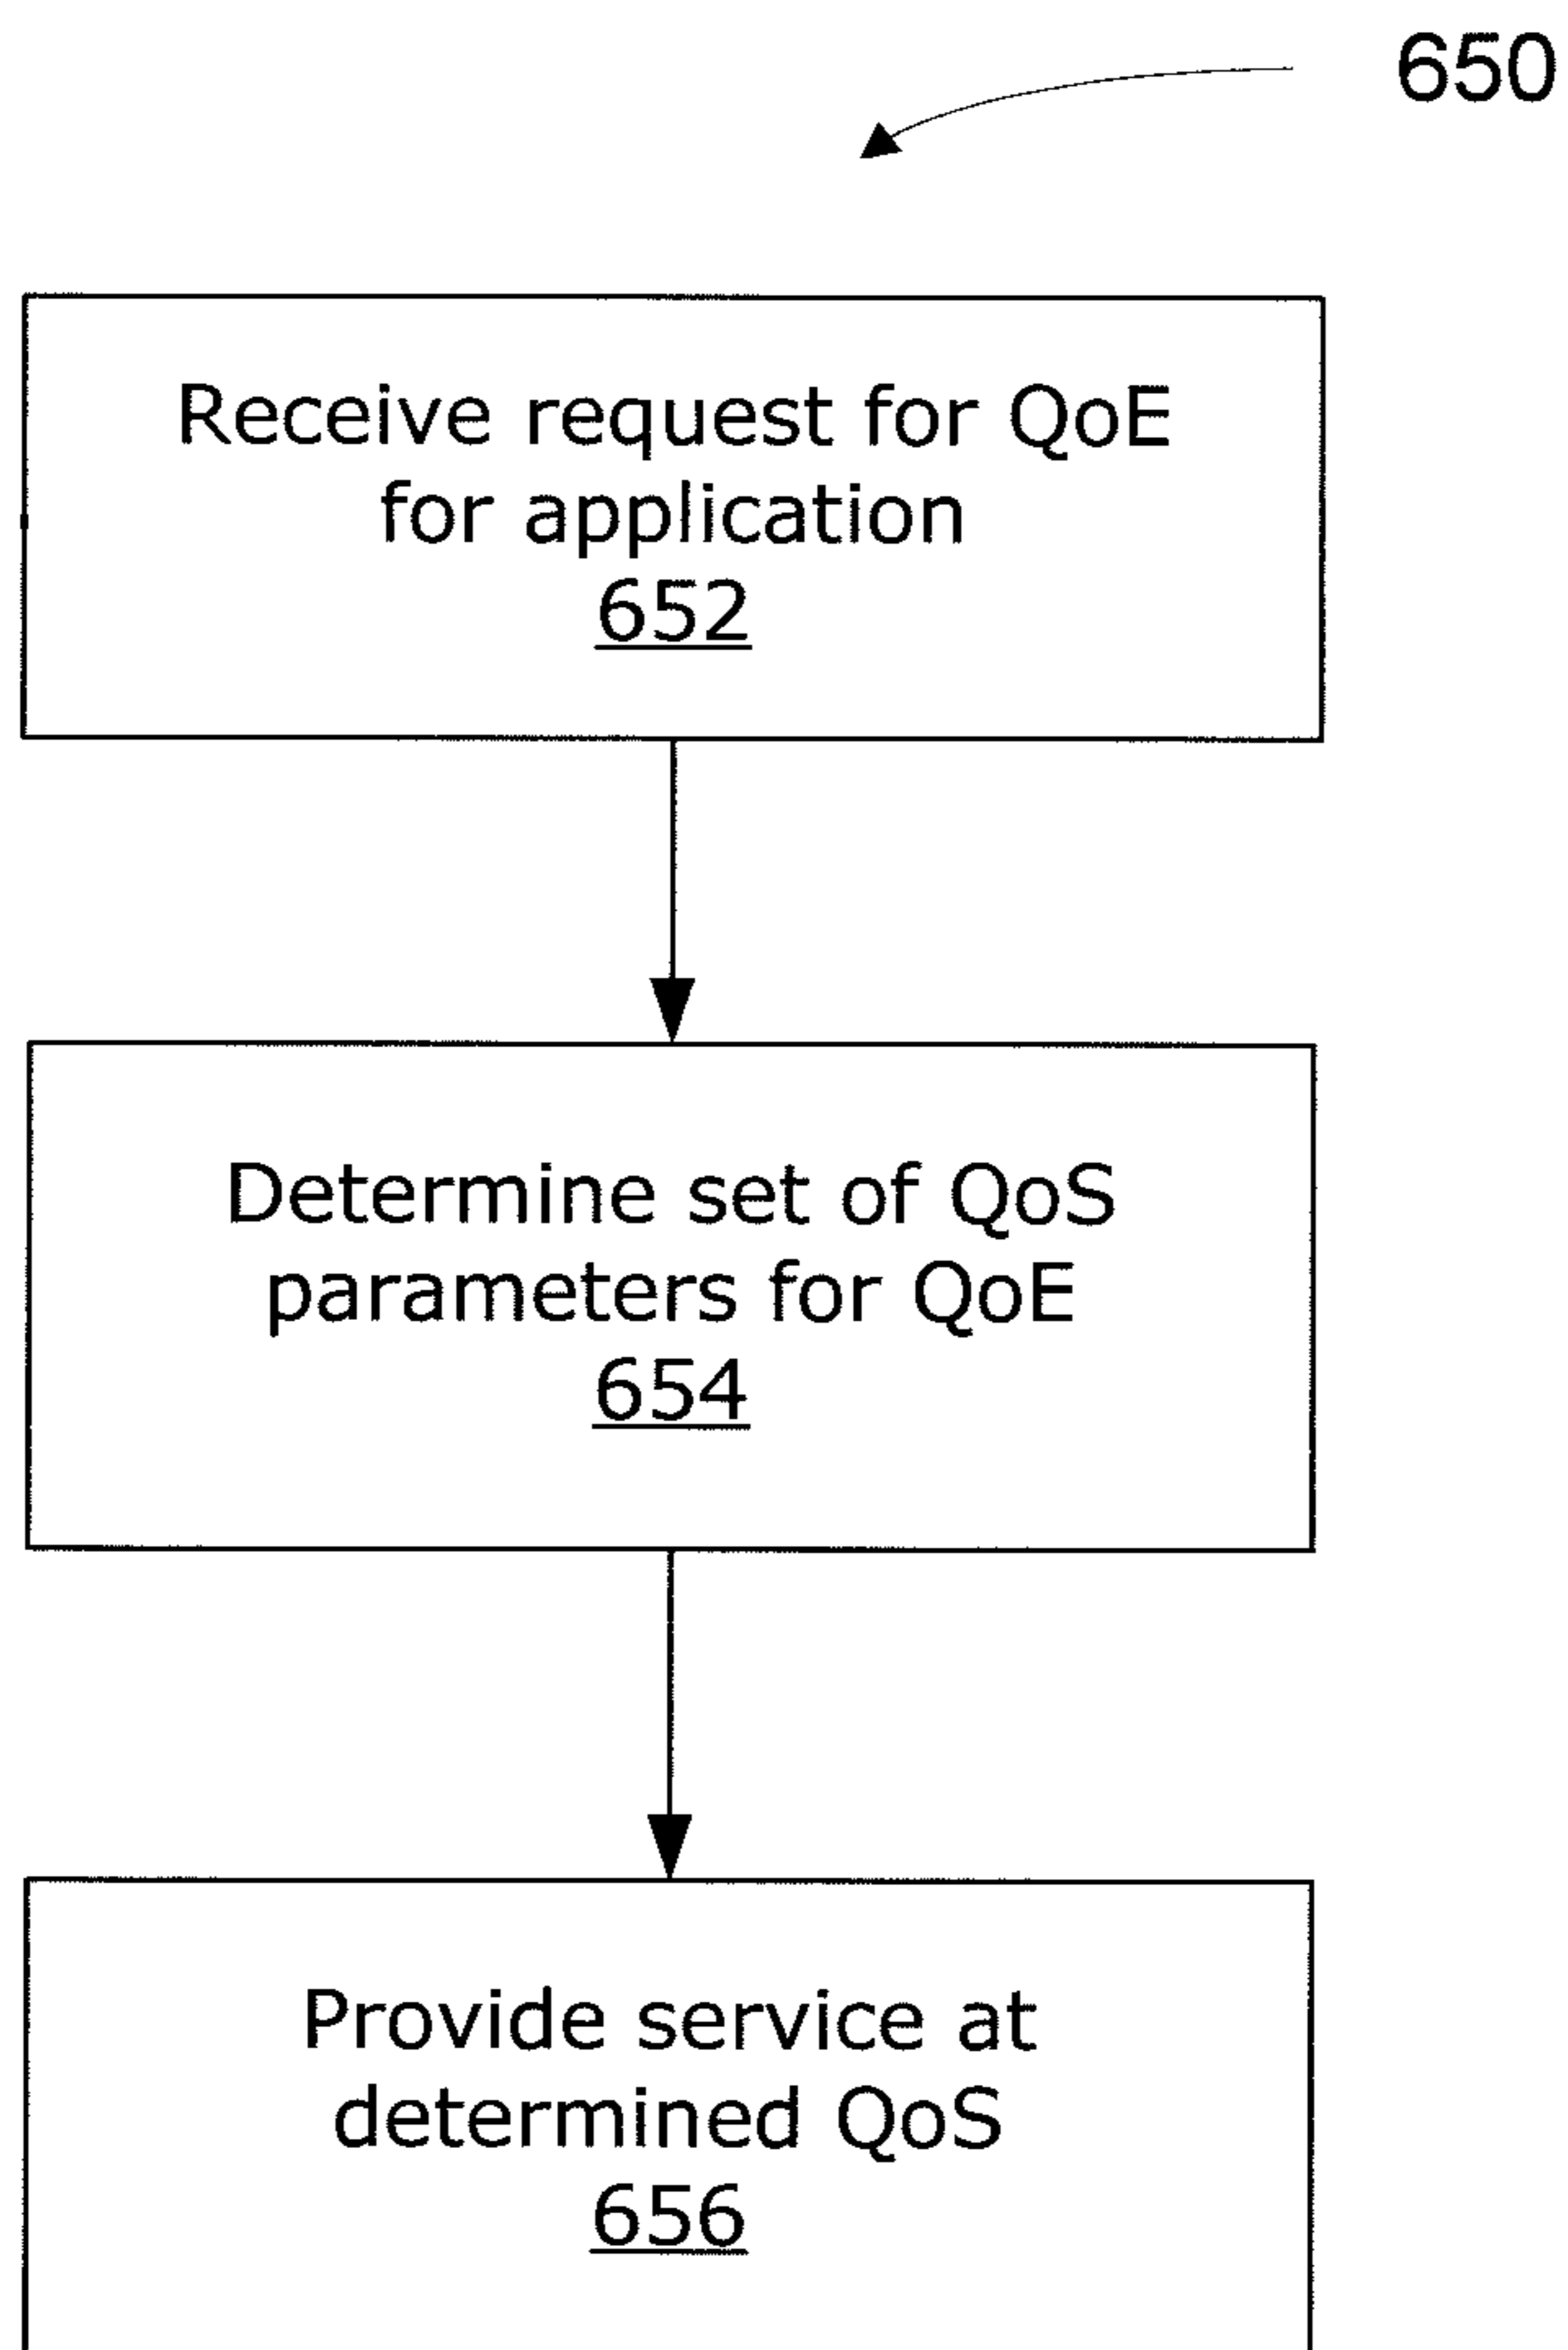 650
Receive request for QoE
for application
652
Determine set of QoS
parameters for QoE
654
Provide service at
determined QoS
656